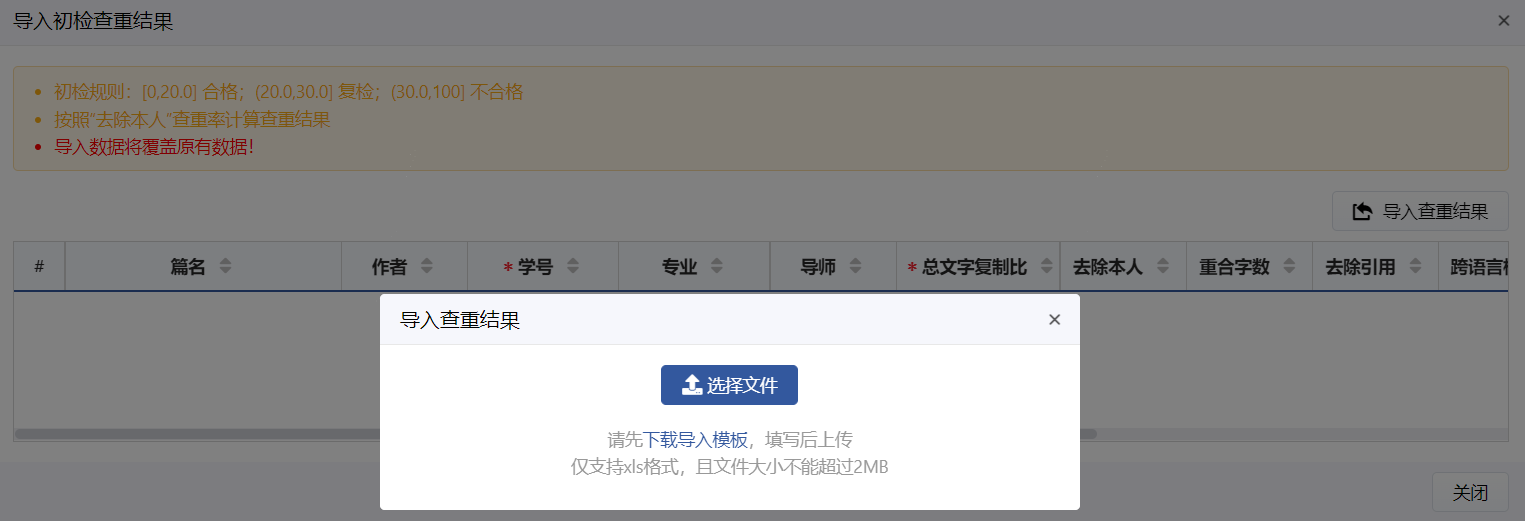 导入初检查重结果
初检规则：[0,20.0] 合格；(20.0,30.0] 复检；(30.0,100] 不合格
按照“去除本人”查重率计算查重结果
导入数据将覆盖原有数据！
导入查重结果
# 篇名 作者 * 学号 专业 导师 * 总文字复制比 去除本人 重合字数 去除引用 跨语言检
导入查重结果
选择文件
请先下载导入模板，填写后上传
仅支持xls格式，且文件大小不能超过2MB
关闭